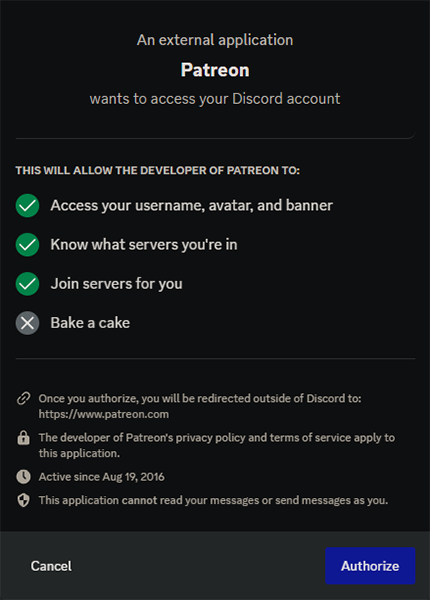 An external application
Patreon
wants to access your Discord account
THIS WILL ALLOW THE DEVELOPER OF PATREON TO:
Access your username, avatar, and banner
Know what servers you're in
Join servers for you
Bake a cake
Once you authorize, you will be redirected outside of Discord to:
https://www.patreon.com
The developer of Patreon's privacy policy and terms of service apply to
this application.
Active since Aug 19, 2016
This application cannot read your messages or send messages as you.
Cancel
Authorize